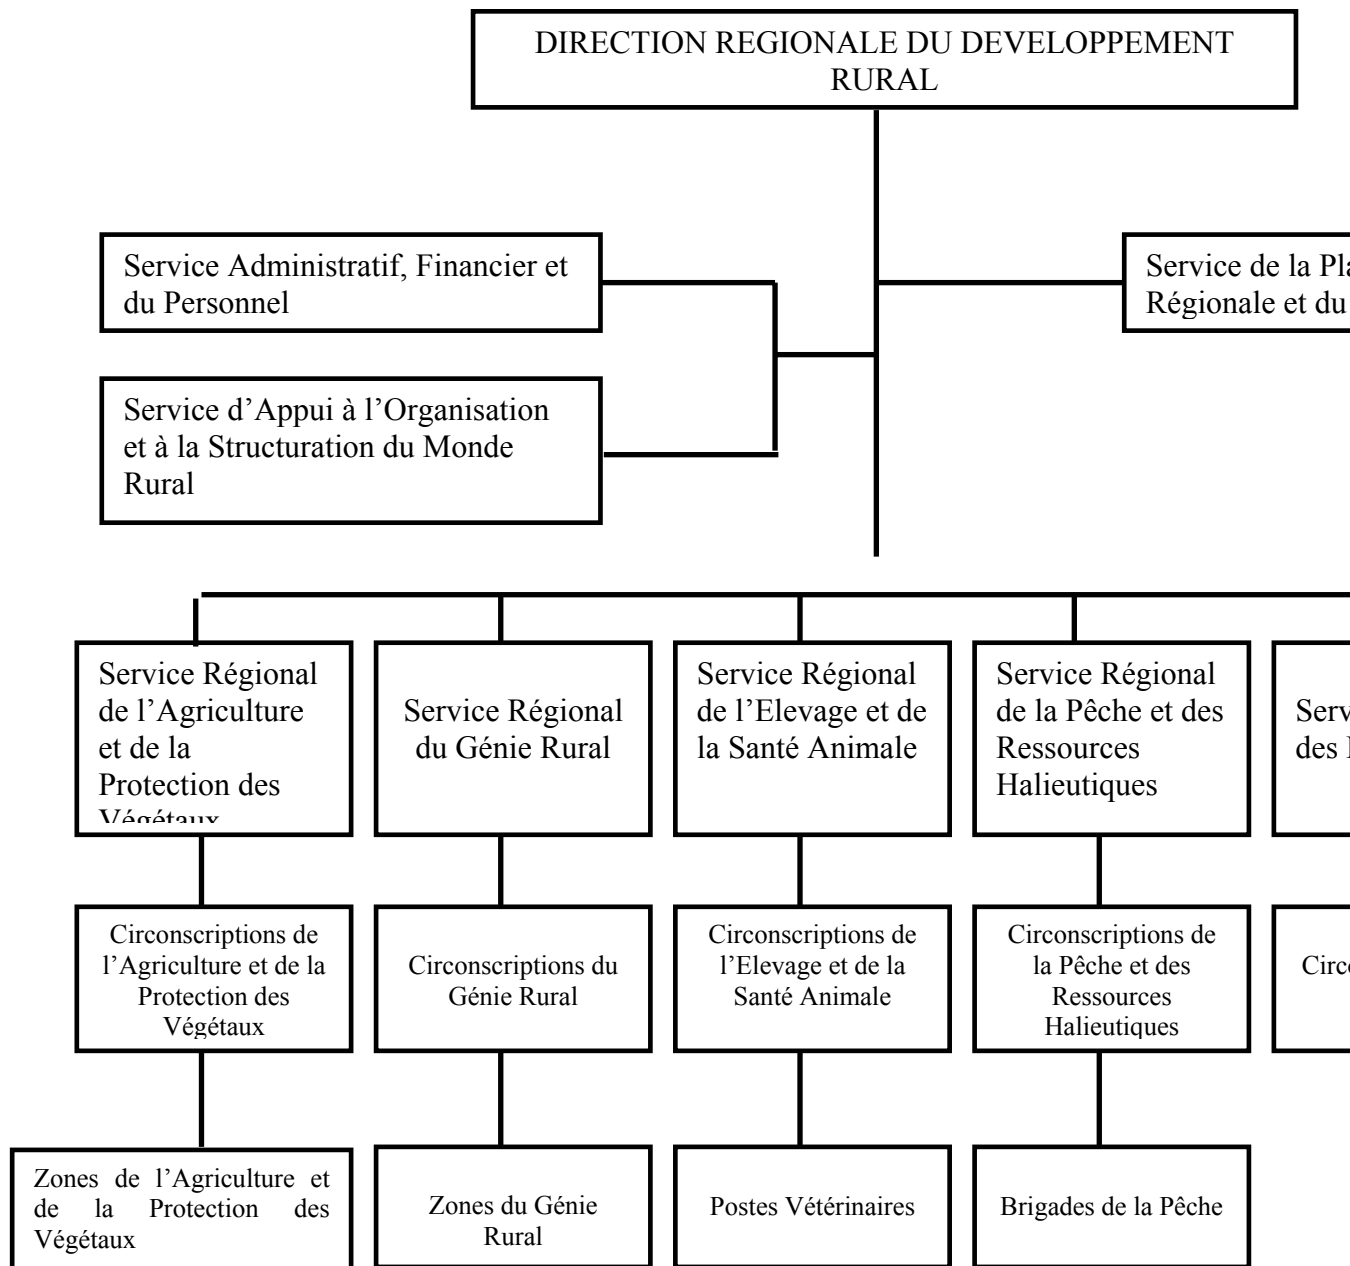 DIRECTION REGIONALE DU DEVELOPPEMENT
RURAL
Service Administratif, Financier et
du Personnel
Service de la
Régionale et du
Service d’Appui à l’Organisation
et à la Structuration du Monde
Rural
Service Régional
de l’Agriculture
et de la
Protection des
Végétaux
Service Régional
du Génie Rural
Service Régional
de l’Elevage et de
la Santé Animale
Service Régional
de la Pêche et des
Ressources
Halieutiques
des
Circonscriptions de
l’Agriculture et de la
Protection des
Végétaux
Circonscriptions du
Génie Rural
Circonscriptions de
l’Elevage et de la
Santé Animale
Circonscriptions de
la Pêche et des
Ressources
Halieutiques
Zones de l’Agriculture et
de la Protection des
Végétaux
Zones du Génie
Rural
Postes Vétérinaires
Brigades de la Pêche